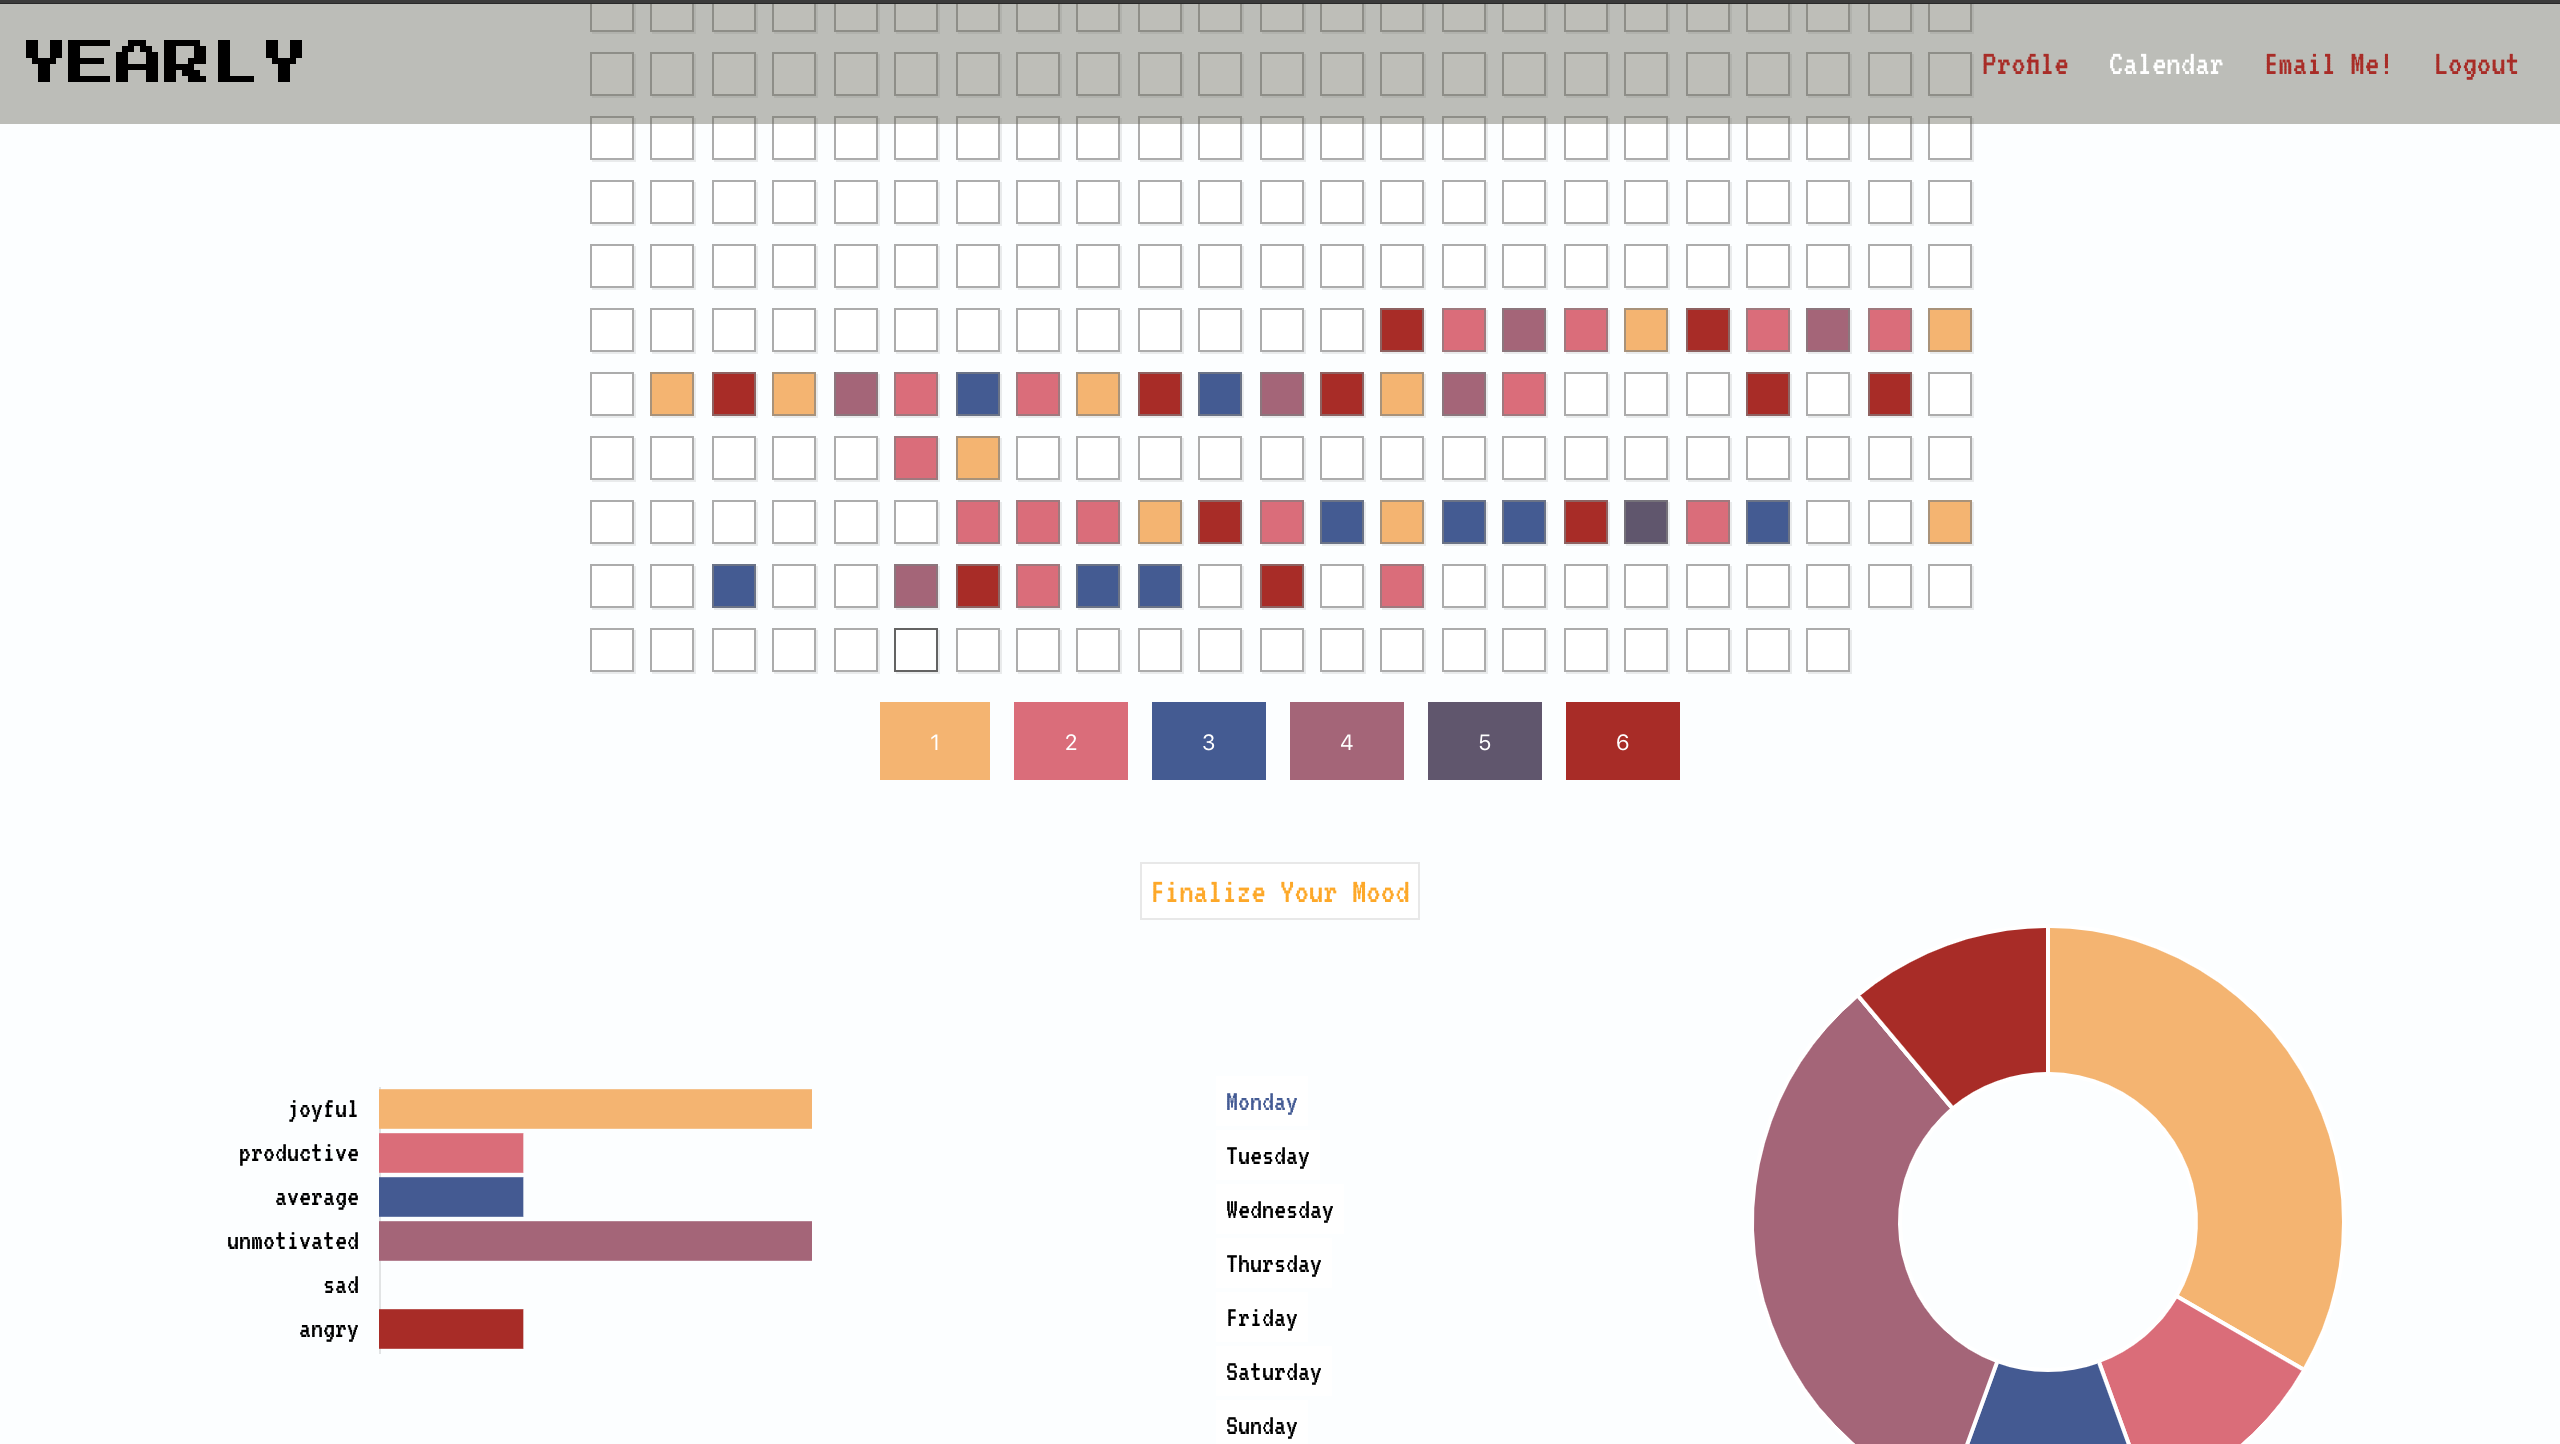 YEARLY
Profile Calendar Email Me! Logout
1 2 3 4 5 6
Finalize Your Mood
joyful
productive
average
unmotivated
sad
angry
Monday
Tuesday
Wednesday
Thursday
Friday
Saturday
Sunday